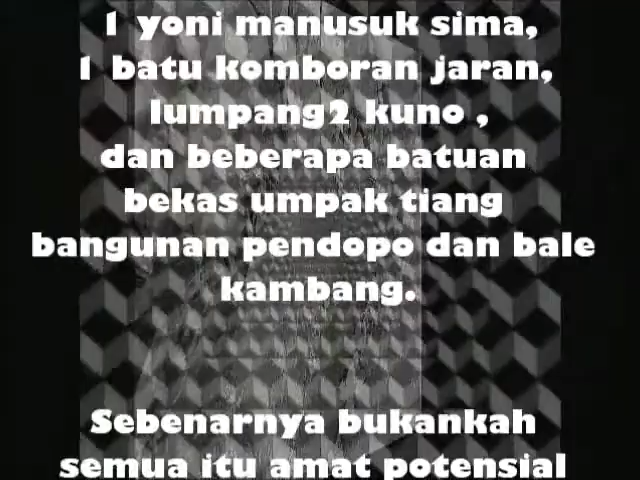 1 yoni manusuk sima,
1 batu komboran jaran,
lumpang2 kuno ,
dan beberapa batuan
bekas umpak tiang
bangunan pendopo dan bale
kambang.
Sebenarnya bukankah
semua itu amat potensial